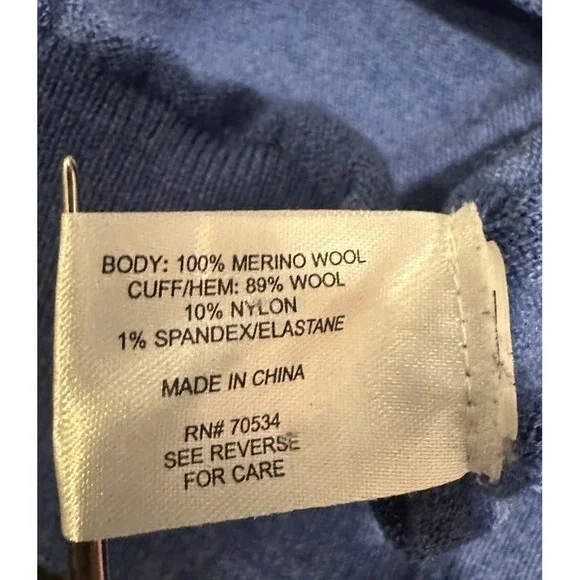 BODY: 100% MERINO WOOL
CUFF/HEM: 89% WOOL
10% NYLON
1% SPANDEX/ELASTANE
MADE IN CHINA
RN# 70534
SEE REVERSE
FOR CARE